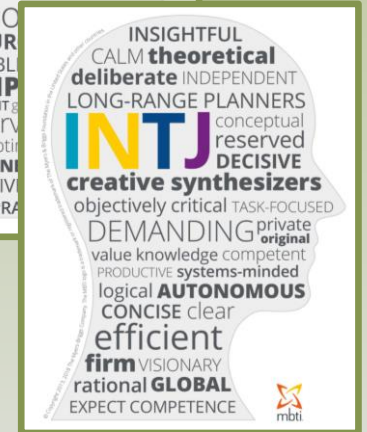 INSIGHTFUL
CALM theoretical
deliberate INDEPENDENT
LONG-RANGE PLANNERS
INTJ
conceptual
reserved
DECISIVE
creative synthesizers
objectively critical TASK-FOCUSED
DEMANDING
private
original
value knowledge competent
PRODUCTIVE systems-minded
logical AUTONOMOUS
CONCISE clear
efficient
firm VISIONARY
rational GLOBAL
EXPECT COMPETENCE
mbti